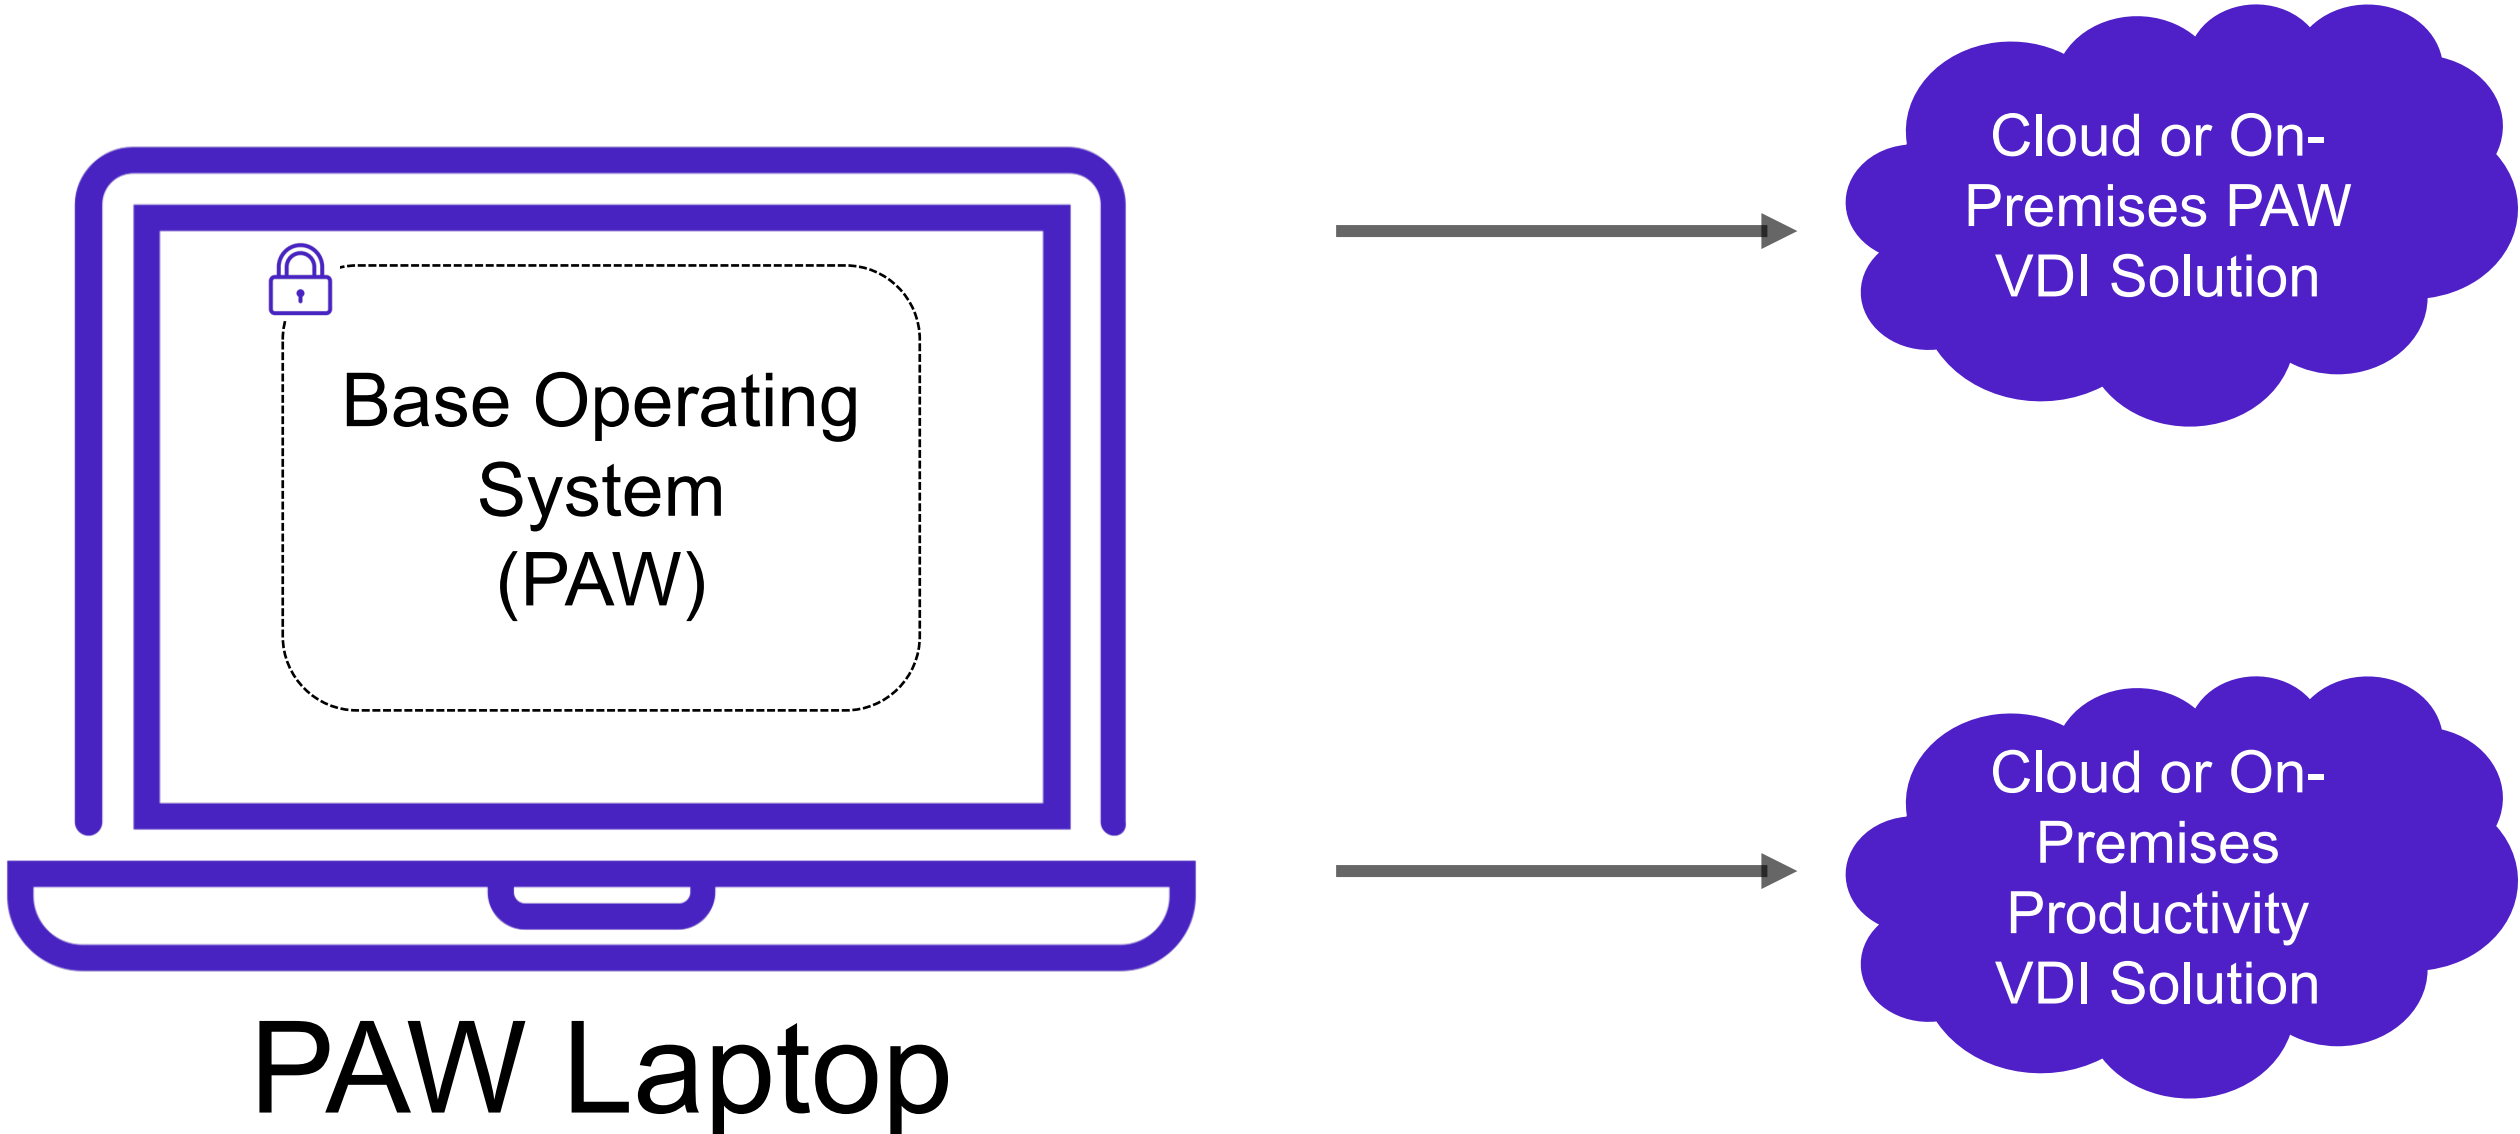 Base Operating
System
(PAW)
PAW Laptop
Cloud or On-
Premises PAW
VDI Solution
Cloud or On-
Premises
Productivity
VDI Solution